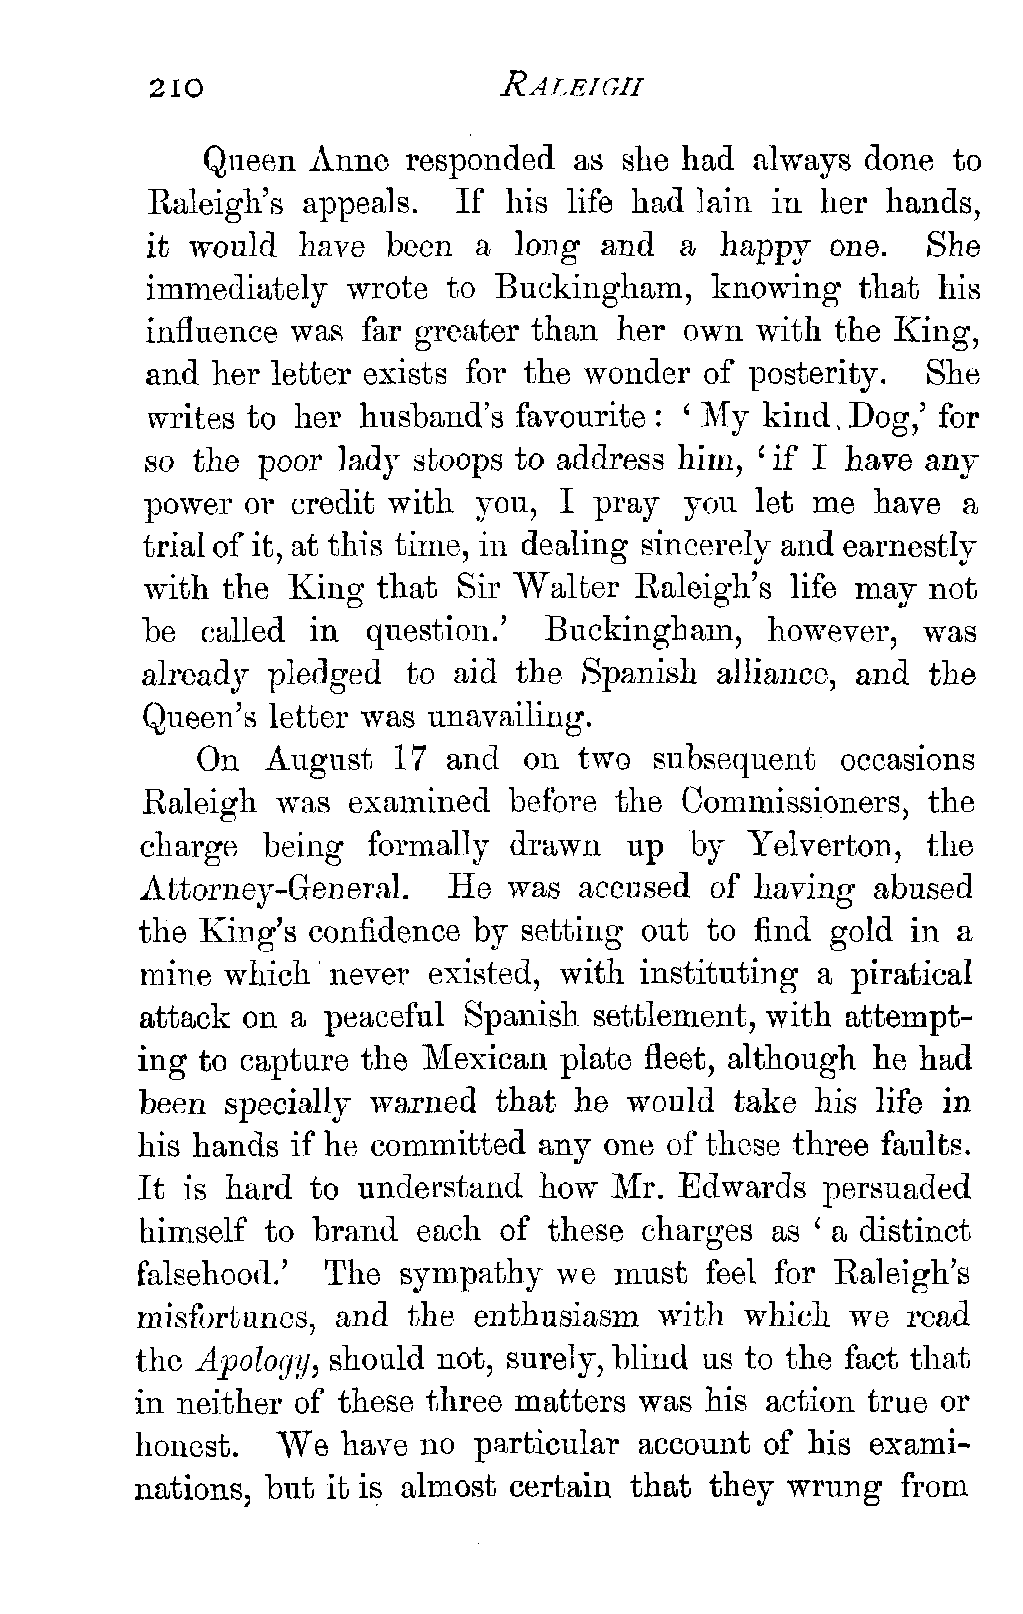 210 RALEIGH
Queen Anne responded as she had always done to
Raleigh's appeals. If his life had lain in her hands,
it would have been a long and a happy one. She
immediately wrote to Buckingham, knowing that his
influence was far greater than her own with the King,
and her letter exists for the wonder of posterity. She
writes to her husband's favourite: ‘My kind Dog,’ for
so the poor lady stoops to address him, ‘if I have any
power or credit with you, I pray you let me have a
trial of it, at this time, in dealing sincerely and earnestly
with the King that Sir Walter Raleigh's life may not
be called in question.’ Buckingham, however, was
already pledged to aid the Spanish alliance, and the
Queen's letter was unavailing.
On August 17 and on two subsequent occasions
Raleigh was examined before the Commissioners, the
charge being formally drawn up by Yelverton, the
Attorney-General. He was accused of having abused
the King's confidence by setting out to find gold in a
mine which never existed, with instituting a piratical
attack on a peaceful Spanish settlement, with attempt-
ing to capture the Mexican plate fleet, although he had
been specially warned that he would take his life in
his hands if he committed any one of these three faults.
It is hard to understand how Mr. Edwards persuaded
himself to brand each of these charges as ‘a distinct
falsehood.’ The sympathy we must feel for Raleigh's
misfortunes, and the enthusiasm with which we read
the Apology, should not, surely, blind us to the fact that
in neither of these three matters was his action true or
honest. We have no particular account of his exami-
nations, but it is almost certain that they wrung from